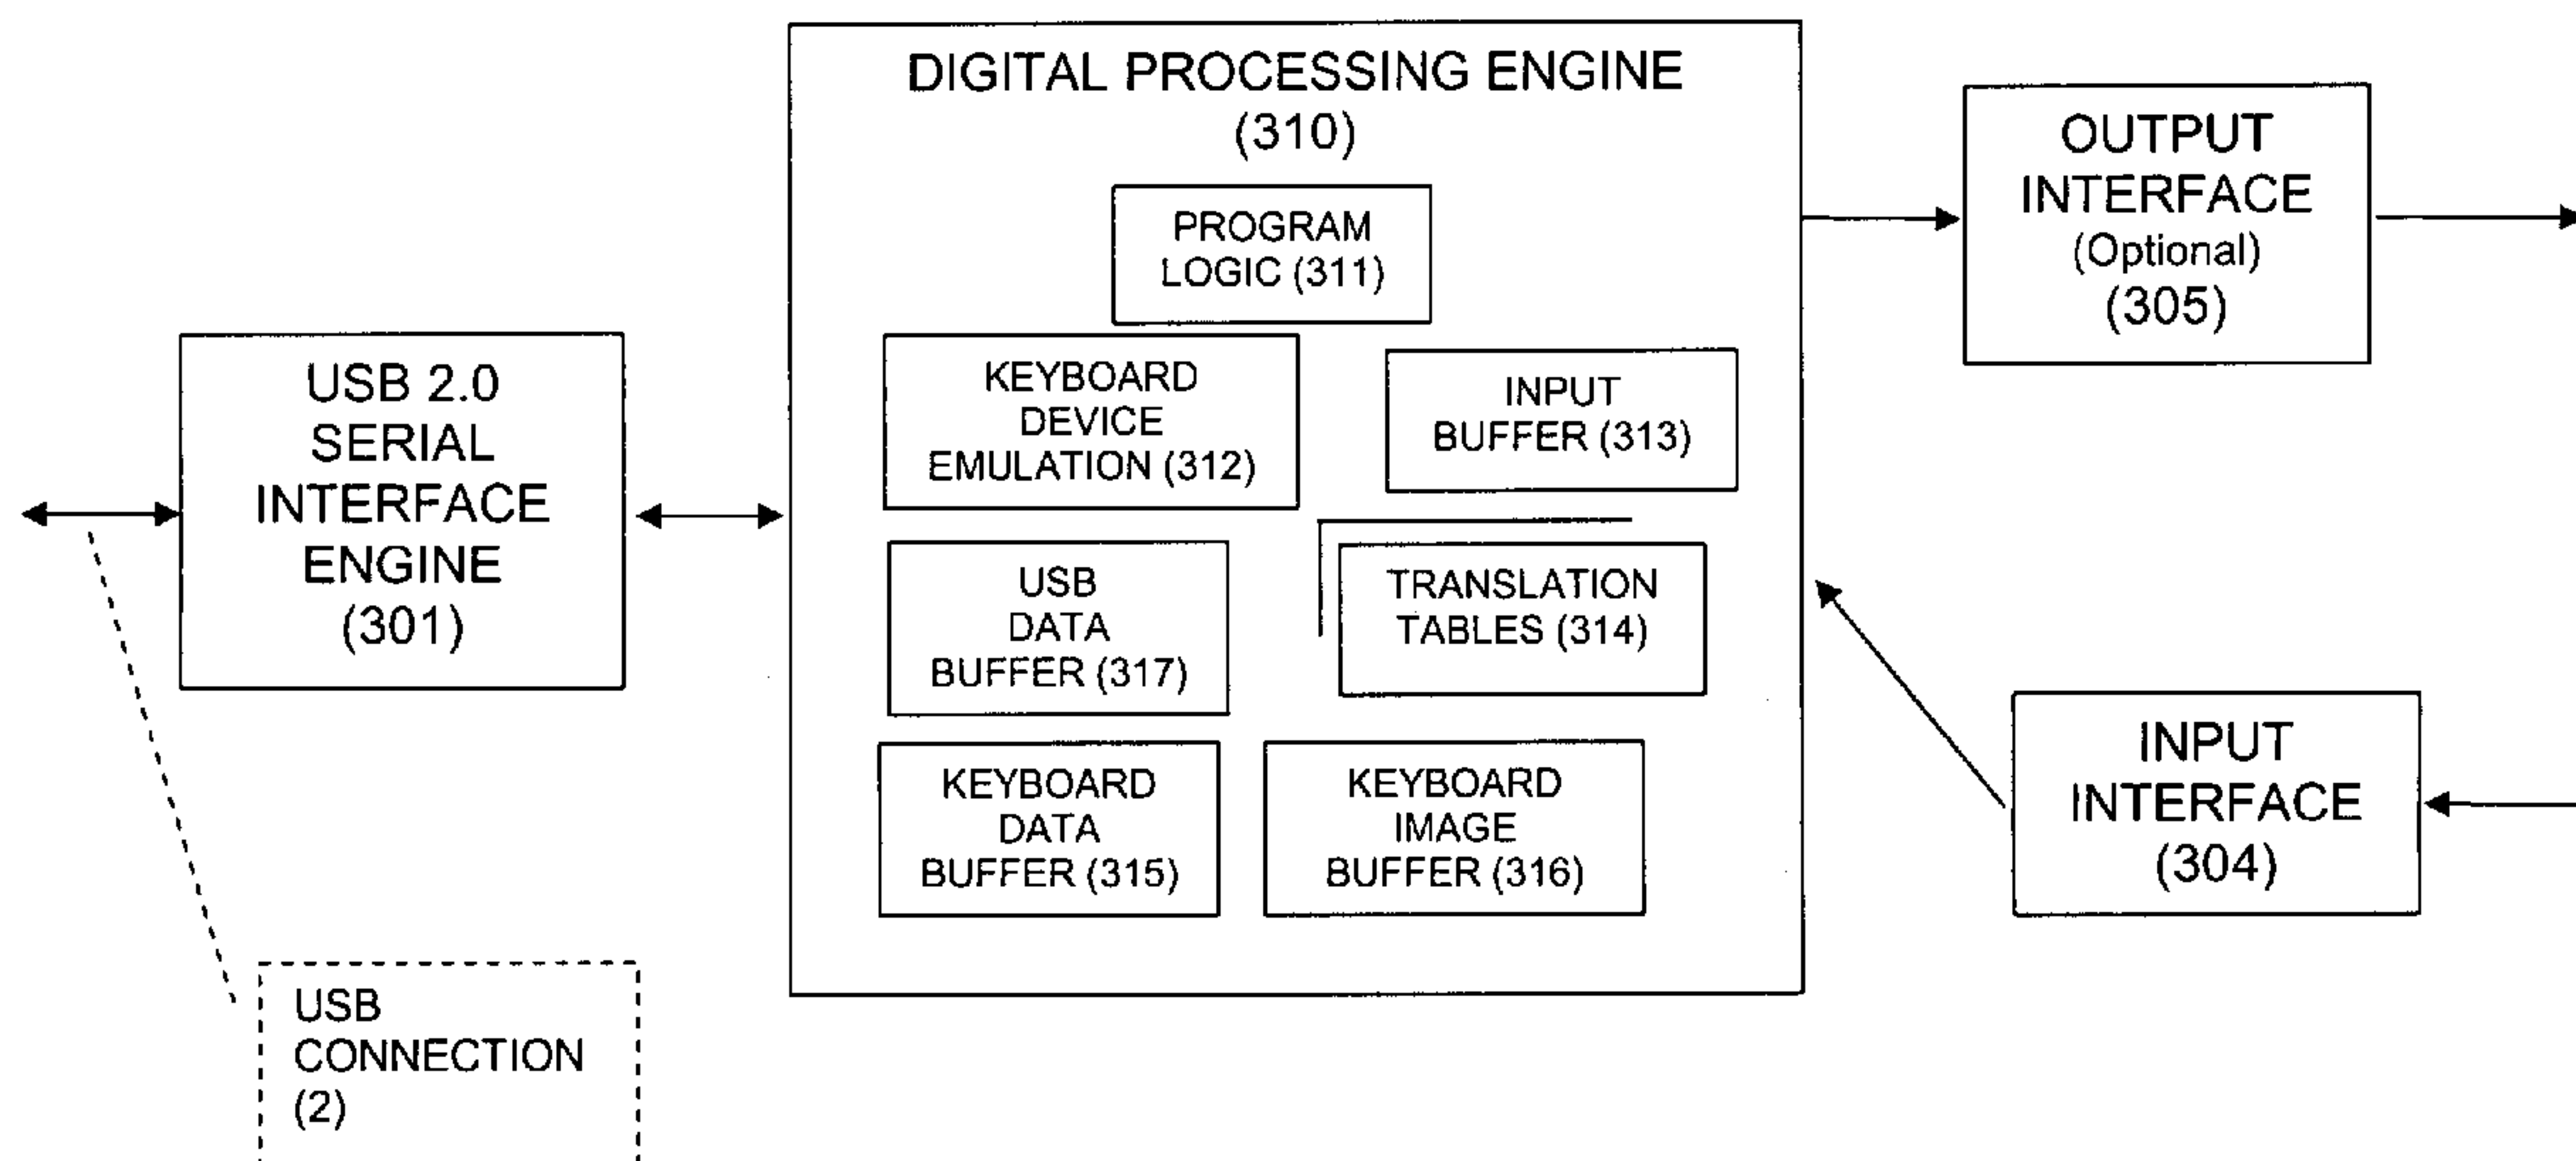 DIGITAL PROCESSING ENGINE
(310)
PROGRAM
LOGIC (311)
KEYBOARD
DEVICE
EMULATION (312)
INPUT
BUFFER (313)
USB
DATA
BUFFER (317)
TRANSLATION
TABLES (314)
KEYBOARD
DATA
BUFFER (315)
KEYBOARD
IMAGE
BUFFER (316)
USB 2.0
SERIAL
INTERFACE
ENGINE
(301)
OUTPUT
INTERFACE
(Optional)
(305)
INPUT
INTERFACE
(304)
USB
CONNECTION
(2)